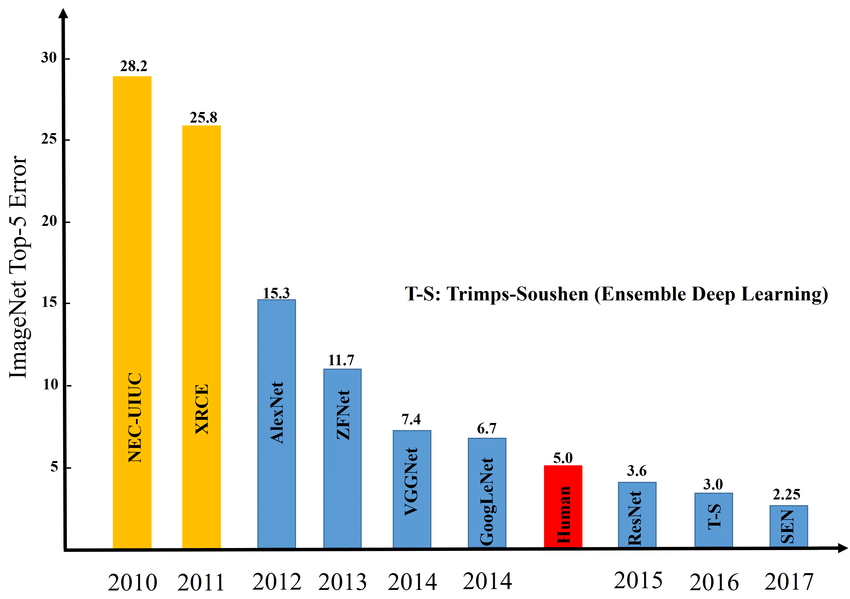 ImageNet Top-5 Error
30
25
20
15
10
5
28.2
25.8
15.3
11.7
7.4
6.7
5.0
3.6
3.0
2.25
T-S: Trimps-Soushen (Ensemble Deep Learning)
NEC-UIUC
XRCE
AlexNet
ZFNet
VGGNet
GoogLeNet
Human
ResNet
T-S
SEN
2010
2011
2012
2013
2014
2014
2015
2016
2017